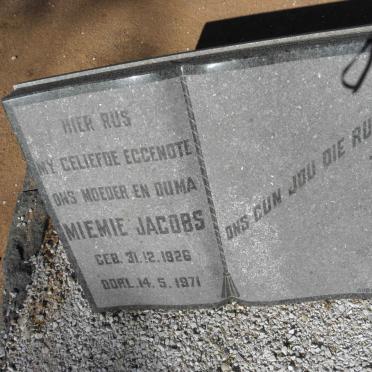 HIER RUS
MY GELIEFDE EGGENOTE
ONS MOEDER EN OUMA
MIEMIE JACOBS
GEB. 31.12.1926
OORL. 14.5.1971
ONS GUN JOU DIE RU